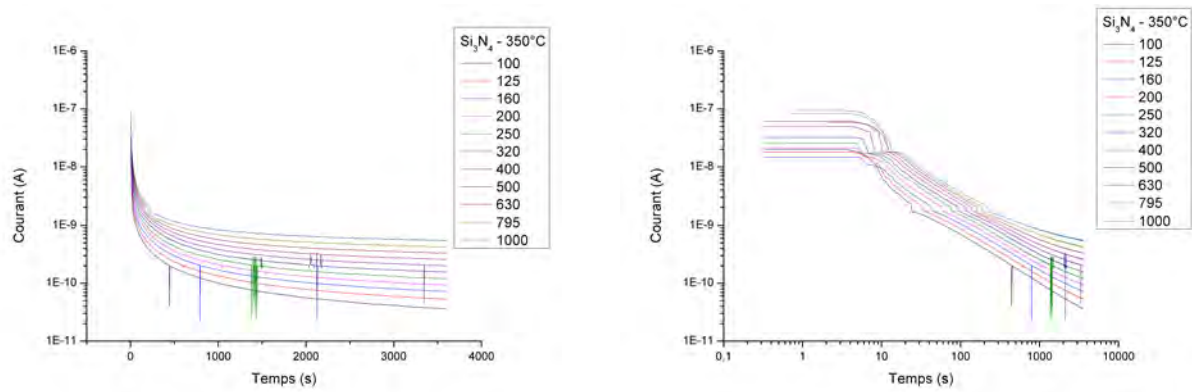 Si₃N₄ - 350°C
100
125
160
200
250
320
400
500
630
795
1000
1E-6
1E-7
1E-8
1E-9
1E-10
1E-11
Courant (A)
0
1000
2000
3000
4000
Temps (s)
Si₃N₄ - 350°C
100
125
160
200
250
320
400
500
630
795
1000
1E-6
1E-7
1E-8
1E-9
1E-10
1E-11
Courant (A)
0,1
1
10
100
1000
10000
Temps (s)